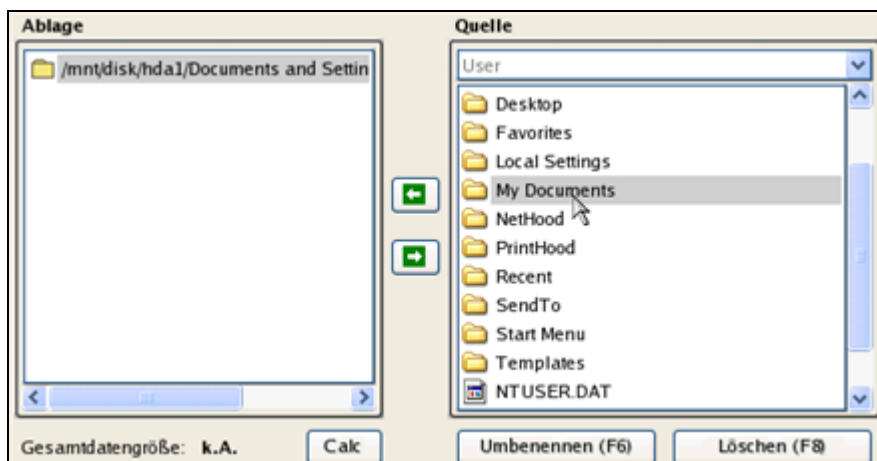 Ablage
/mnt/disk/hda1/Documents and Settin
Gesamtdatengröße: k.A.
Calc
Quelle
User
Desktop
Favorites
Local Settings
My Documents
NetHood
PrintHood
Recent
SendTo
Start Menu
Templates
NTUSER.DAT
Umbenennen (F6)
Löschen (F8)